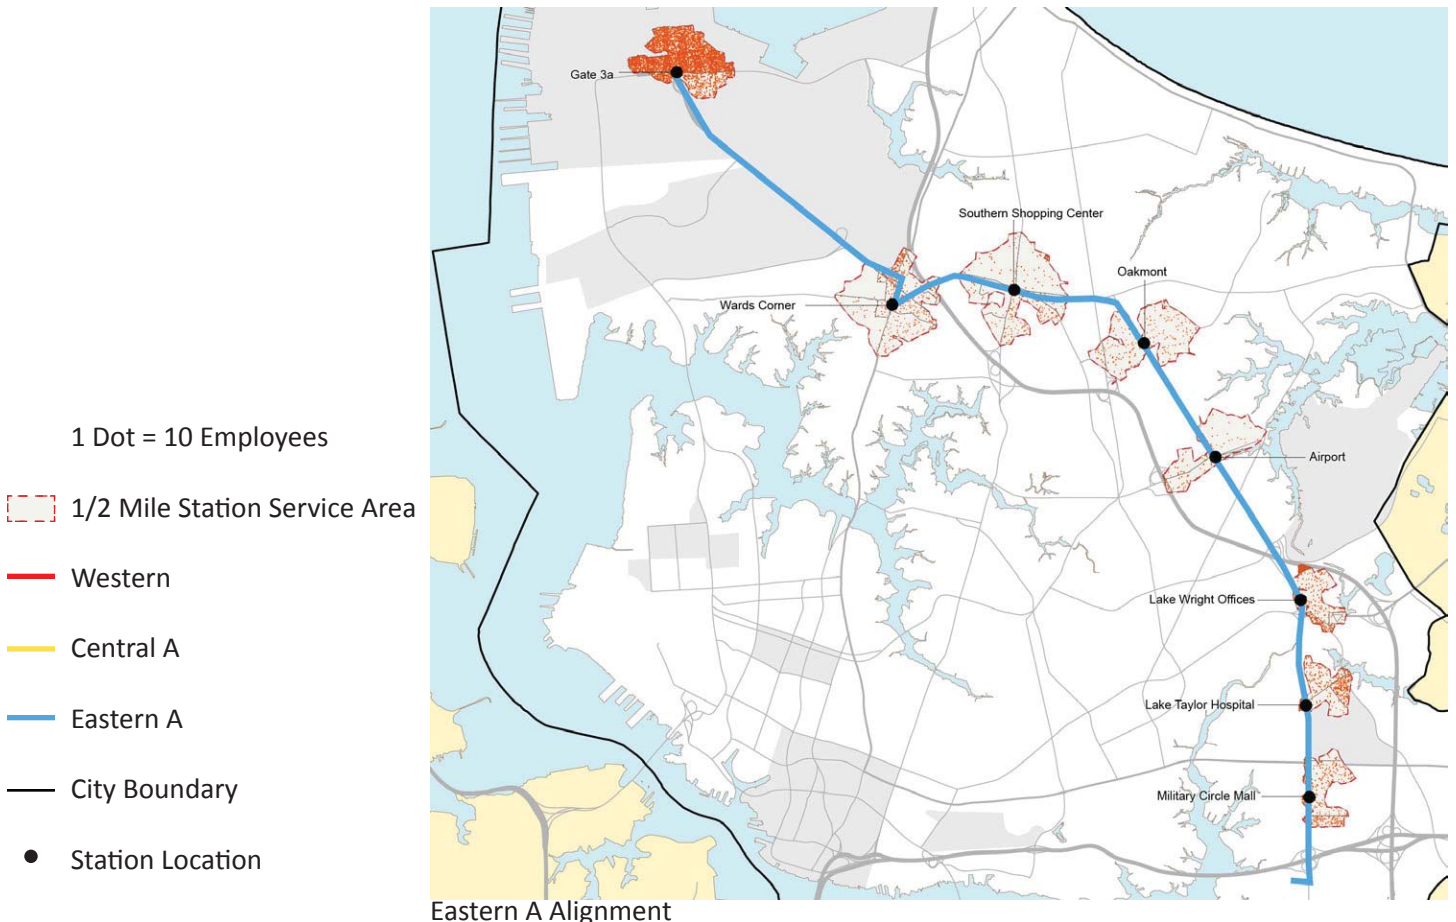 1 Dot = 10 Employees
1/2 Mile Station Service Area
Western
Central A
Eastern A
City Boundary
Station Location
Gate 3a
Southern Shopping Center
Oakmont
Wards Corner
Airport
Lake Wright Offices
Lake Taylor Hospital
Military Circle Mall
Eastern A Alignment